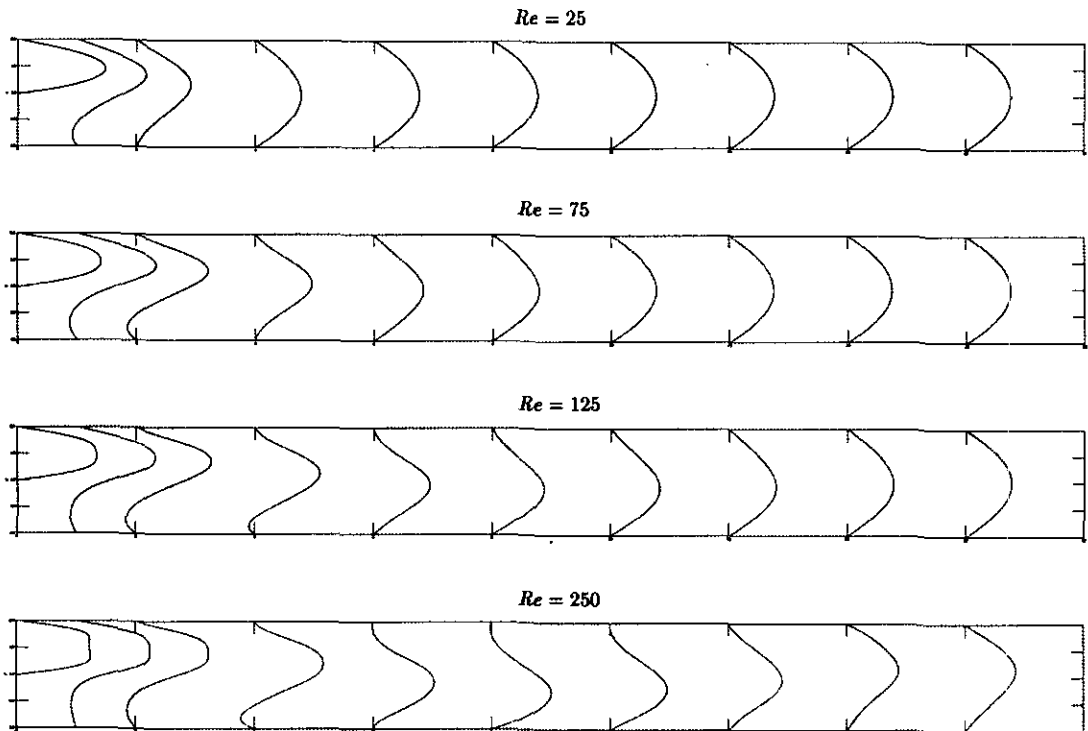 Re = 25
Re = 75
Re = 125
Re = 250